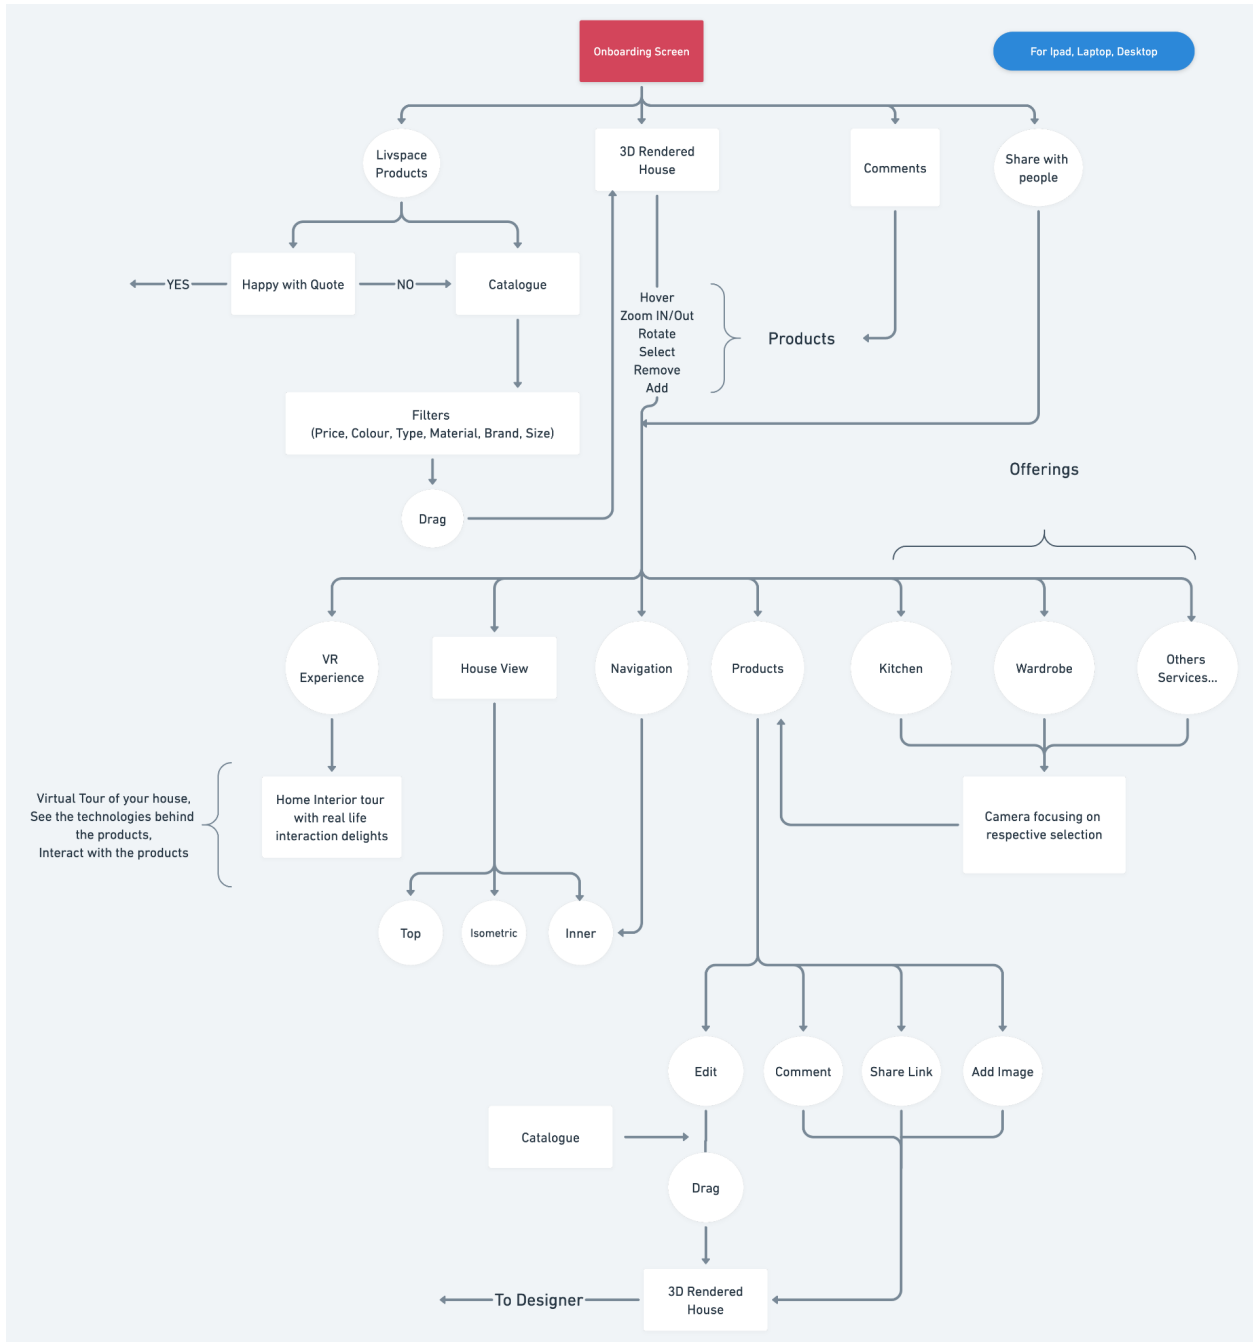 Onboarding Screen
For Ipad, Laptop, Desktop
Livspace
Products
3D Rendered
House
Comments
Share with
people
YES
Happy with Quote
NO
Catalogue
Hover
Zoom IN/Out
Rotate
Select
Remove
Add
Products
Filters
(Price, Colour, Type, Material, Brand, Size)
Offerings
Drag
VR
Experience
House View
Navigation
Products
Kitchen
Wardrobe
Others
Services...
Virtual Tour of your house,
See the technologies behind
the products,
Interact with the products
Home Interior tour
with real life
interaction delights
Camera focusing on
respective selection
Top
Isometric
Inner
Edit
Comment
Share Link
Add Image
Catalogue
Drag
To Designer
3D Rendered
House